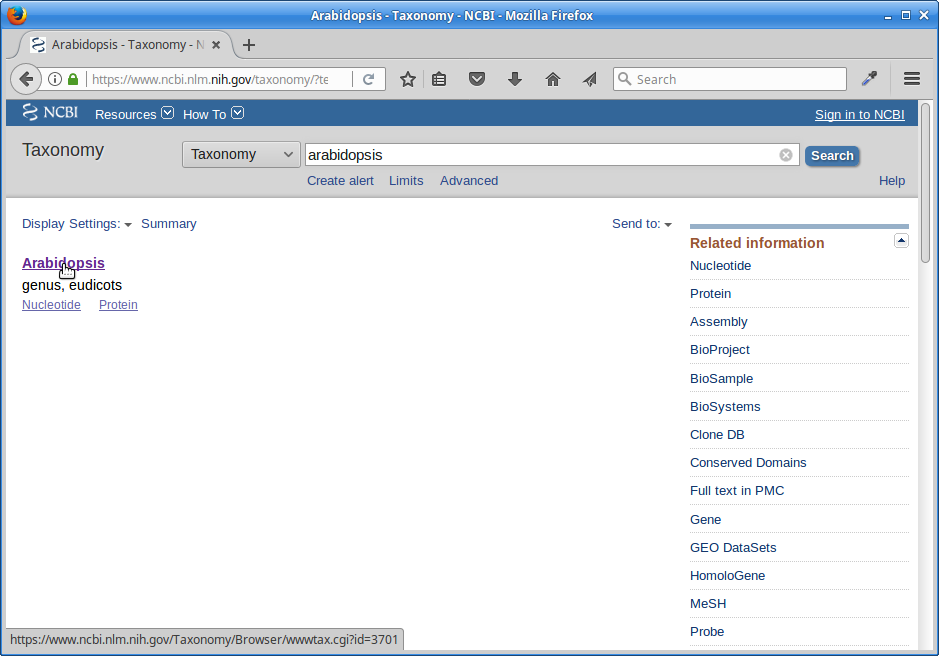 Arabidopsis - Taxonomy - NCBI - Mozilla Firefox
Arabidopsis - Taxonomy - N
https://www.ncbi.nlm.nih.gov/taxonomy/?te
Search
NCBI Resources How To Sign in to NCBI
Taxonomy
Taxonomy arabidopsis Search
Create alert Limits Advanced Help
Display Settings: Summary Send to:
Arabidopsis
genus, eudicots
Nucleotide Protein
Related information
Nucleotide
Protein
Assembly
BioProject
BioSample
BioSystems
Clone DB
Conserved Domains
Full text in PMC
Gene
GEO DataSets
HomoloGene
MeSH
Probe
https://www.ncbi.nlm.nih.gov/Taxonomy/Browser/wwwtax.cgi?id=3701